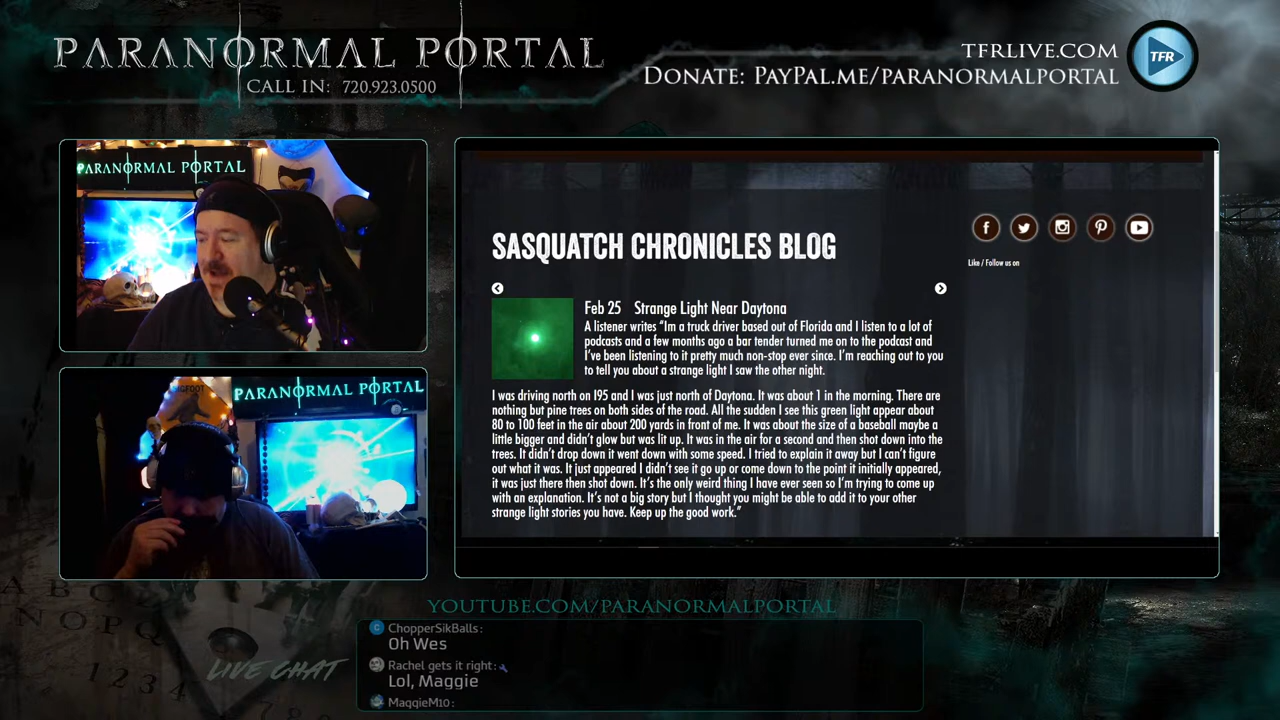 PARANORMAL PORTAL
CALL IN: 720.923.0500
TFRLIVE.COM
DONATE: PAYPAL.ME/PARANORMALPORTAL
TFR
PARANORMAL PORTAL
BIGFOOT
PARANORMAL PORTAL
SASQUATCH CHRONICLES BLOG
Like / Follow us on
Feb 25 Strange Light Near Daytona
A listener writes “Im a truck driver based out of Florida and I listen to a lot of
podcasts and a few months ago a bar tender turned me on to the podcast and
I’ve been listening to it pretty much non-stop ever since. I’m reaching out to you
to tell you about a strange light I saw the other night.
I was driving north on I95 and I was just north of Daytona. It was about 1 in the morning. There are
nothing but pine trees on both sides of the road. All the sudden I see this green light appear about
80 to 100 feet in the air about 200 yards in front of me. It was about the size of a baseball maybe a
little bigger and didn’t glow but was lit up. It was in the air for a second and then shot down into the
trees. It didn’t drop down it went down with some speed. I tried to explain it away but I can’t figure
out what it was. It just appeared I didn’t see it go up or come down to the point it initially appeared,
it was just there then shot down. It’s the only weird thing I have ever seen so I’m trying to come up
with an explanation. It’s not a big story but I thought you might be able to add it to your other
strange light stories you have. Keep up the good work.”
YOUTUBE.COM/PARANORMALPORTAL
A B C
N O P Q
1 2 3 4
LIVE CHAT
C ChopperSikBalls:
Oh Wes
Rachel gets it right:
Lol, Maggie
MaggieM10: